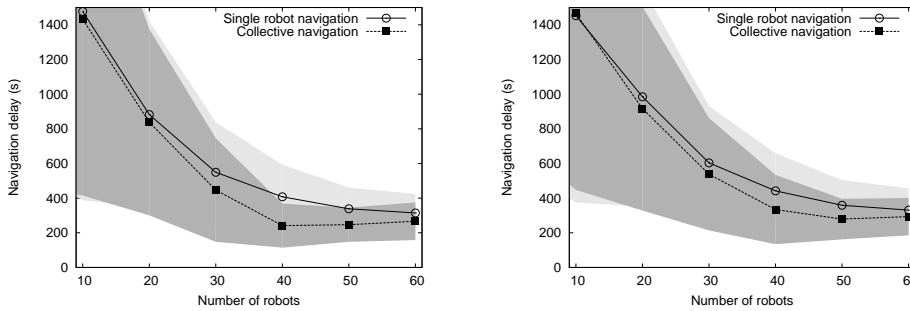 1400
1200
1000
800
600
400
200
0
Navigation delay (s)
Single robot navigation
Collective navigation
10 20 30 40 50 60
Number of robots
1400
1200
1000
800
600
400
200
0
Navigation delay (s)
Single robot navigation
Collective navigation
10 20 30 40 50 60
Number of robots